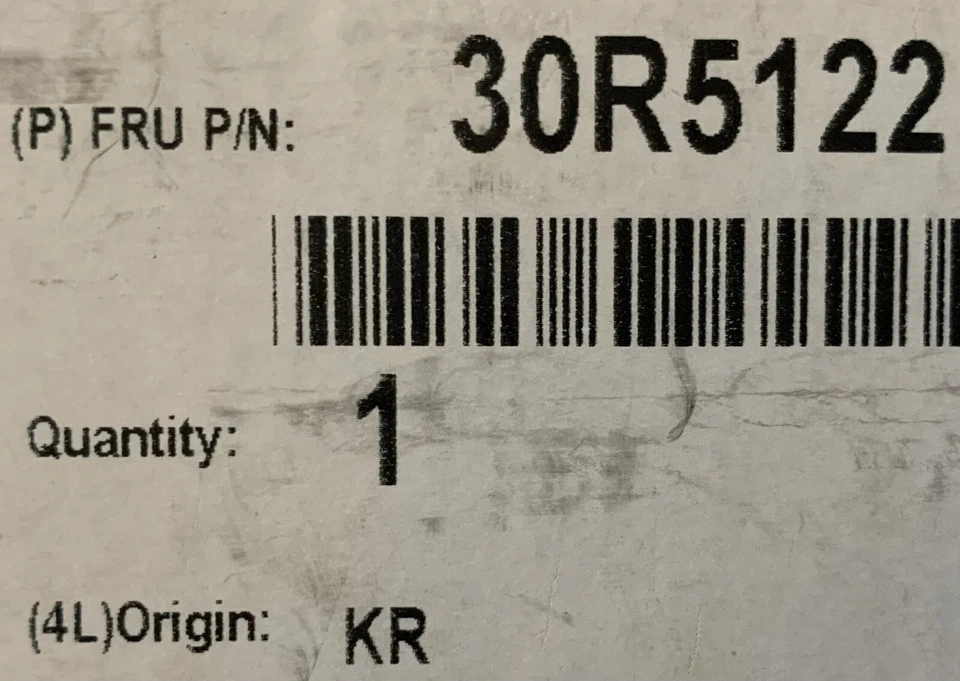 (P) FRU P/N: 30R5122
Quantity: 1
(4L)Origin: KR